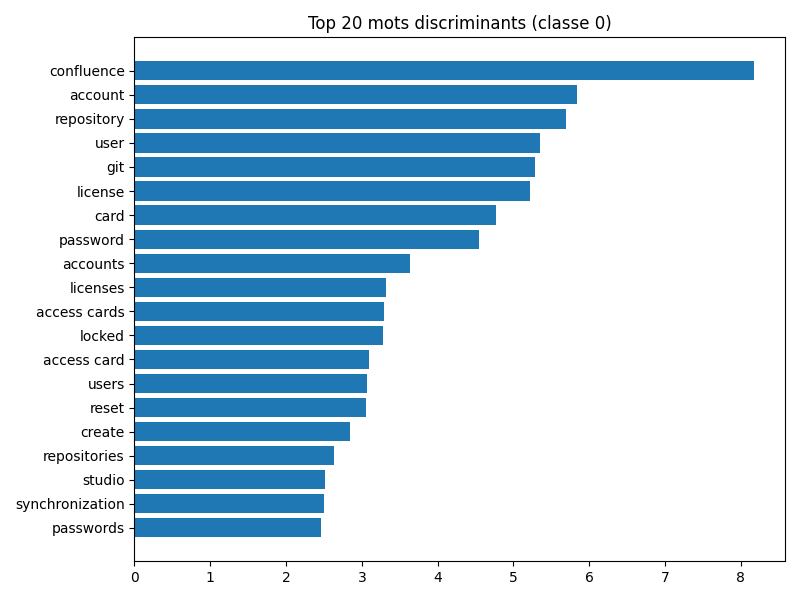 Top 20 mots discriminants (classe 0)
confluence
account
repository
user
git
license
card
password
accounts
licenses
access cards
locked
access card
users
reset
create
repositories
studio
synchronization
passwords
0 1 2 3 4 5 6 7 8